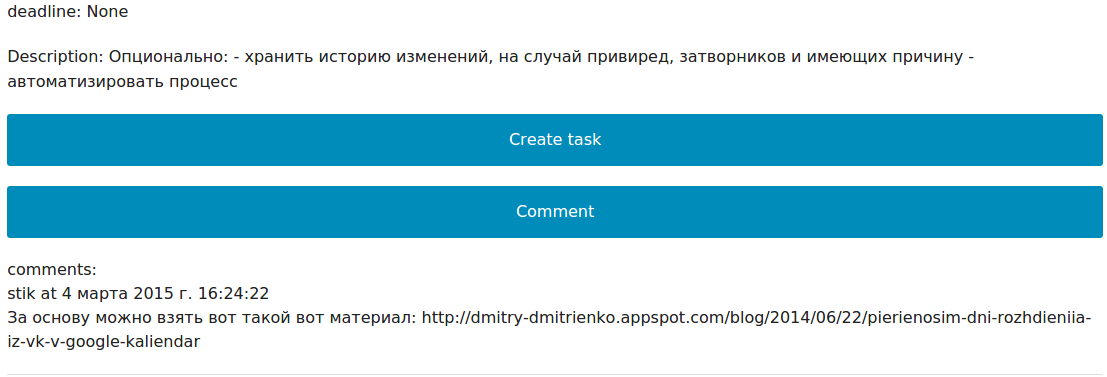 deadline: None
Description: Опционально: - хранить историю изменений, на случай привиред, затворников и имеющих причину -
автоматизировать процесс
Create task
Comment
comments:
stik at 4 марта 2015 г. 16:24:22
За основу можно взять вот такой вот материал: http://dmitry-dmitrienko.appspot.com/blog/2014/06/22/pierienosim-dni-rozhdieniia-
iz-vk-v-google-kaliendar